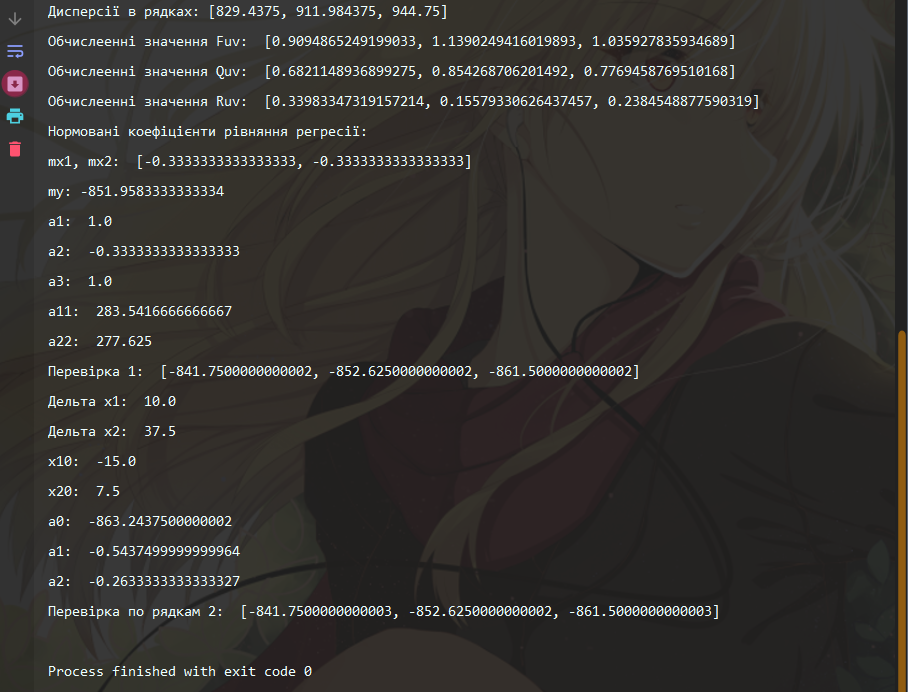 Дисперсії в рядках: [829.4375, 911.984375, 944.75]
Обчислеенні значення Fuv:  [0.9094865249199033, 1.1390249416019893, 1.035927835934689]
Обчислеенні значення Quv:  [0.6821148936899275, 0.854268706201492, 0.7769458769510168]
Обчислеенні значення Ruv:  [0.33983347319157214, 0.15579330626437457, 0.2384548877590319]
Нормовані коефіцієнти рівняння регресії:
mx1, mx2:  [-0.3333333333333333, -0.3333333333333333]
my: -851.9583333333334
a1:  1.0
a2:  -0.3333333333333333
a3:  1.0
a11:  283.5416666666667
a22:  277.625
Перевірка 1:  [-841.7500000000002, -852.6250000000002, -861.5000000000002]
Дельта x1:  10.0
Дельта x2:  37.5
x10:  -15.0
x20:  7.5
a0:  -863.2437500000002
a1:  -0.5437499999999964
a2:  -0.2633333333333327
Перевірка по рядкам 2:  [-841.7500000000003, -852.6250000000002, -861.5000000000003]
Process finished with exit code 0